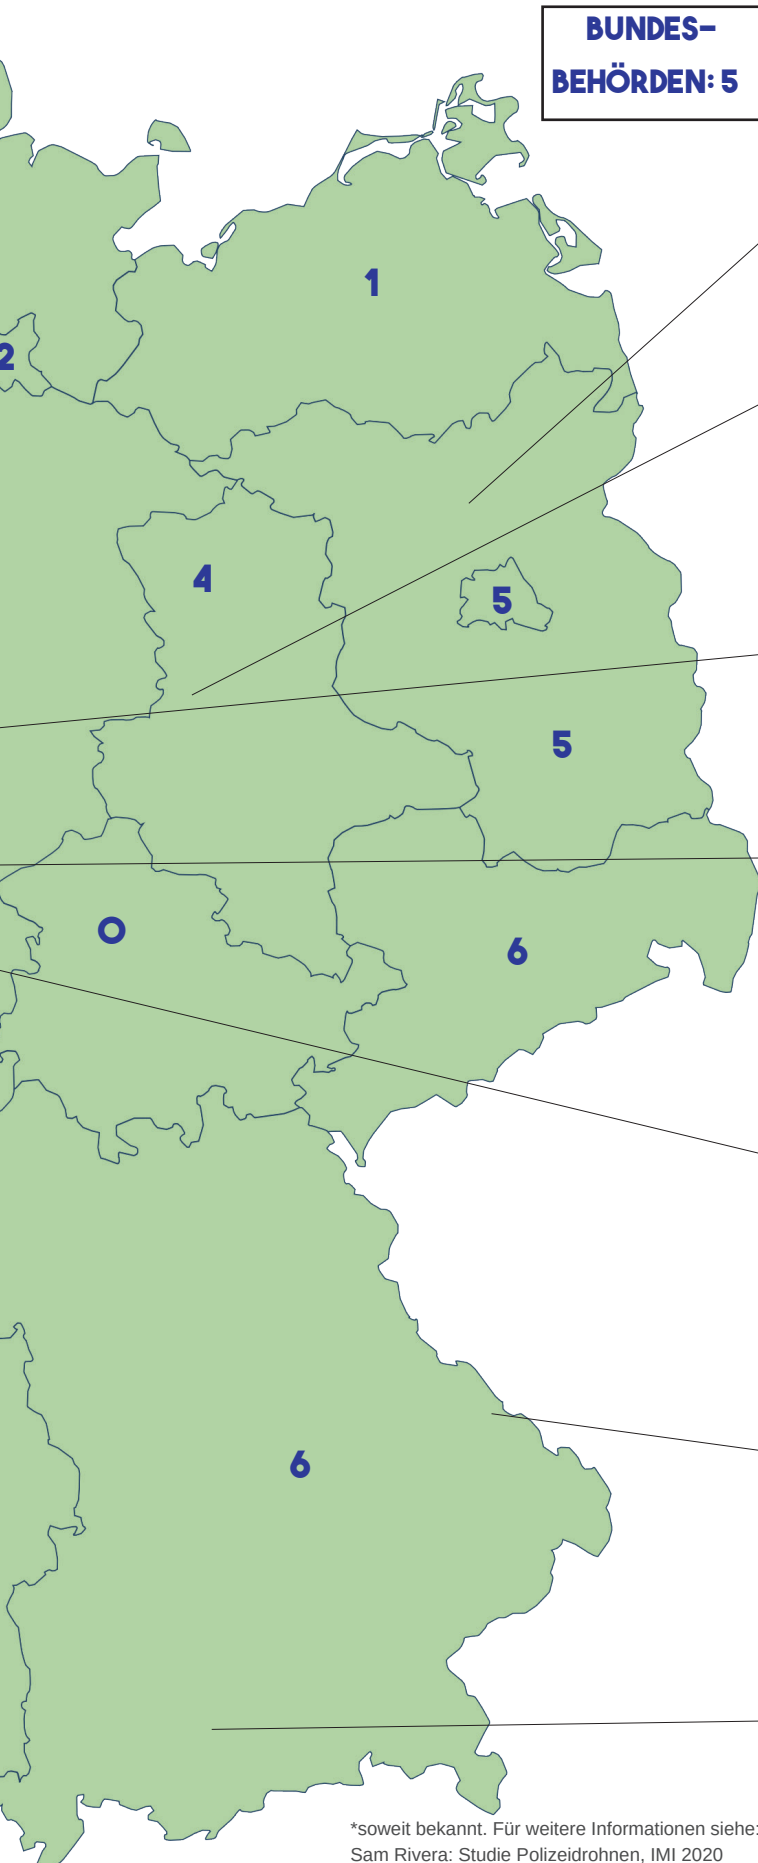 BUNDES-
BEHÖRDEN: 5
1
2
4
5
5
0
6
6
*soweit bekannt. Für weitere Informationen siehe:
Sam Rivera: Studie Polizeidrohnen, IMI 2020